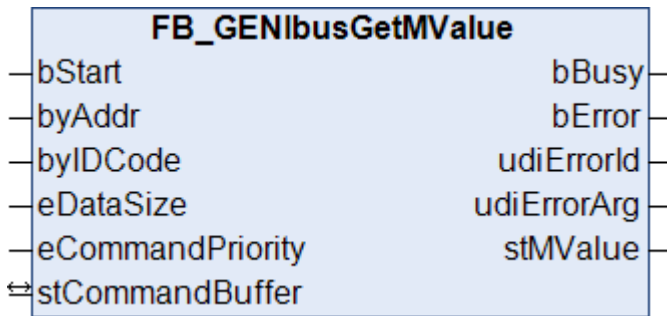 FB_GENIbusGetMValue
bStart bBusy
byAddr bError
byIDCode udiErrorId
eDataSize udiErrorArg
eCommandPriority stMValue
stCommandBuffer